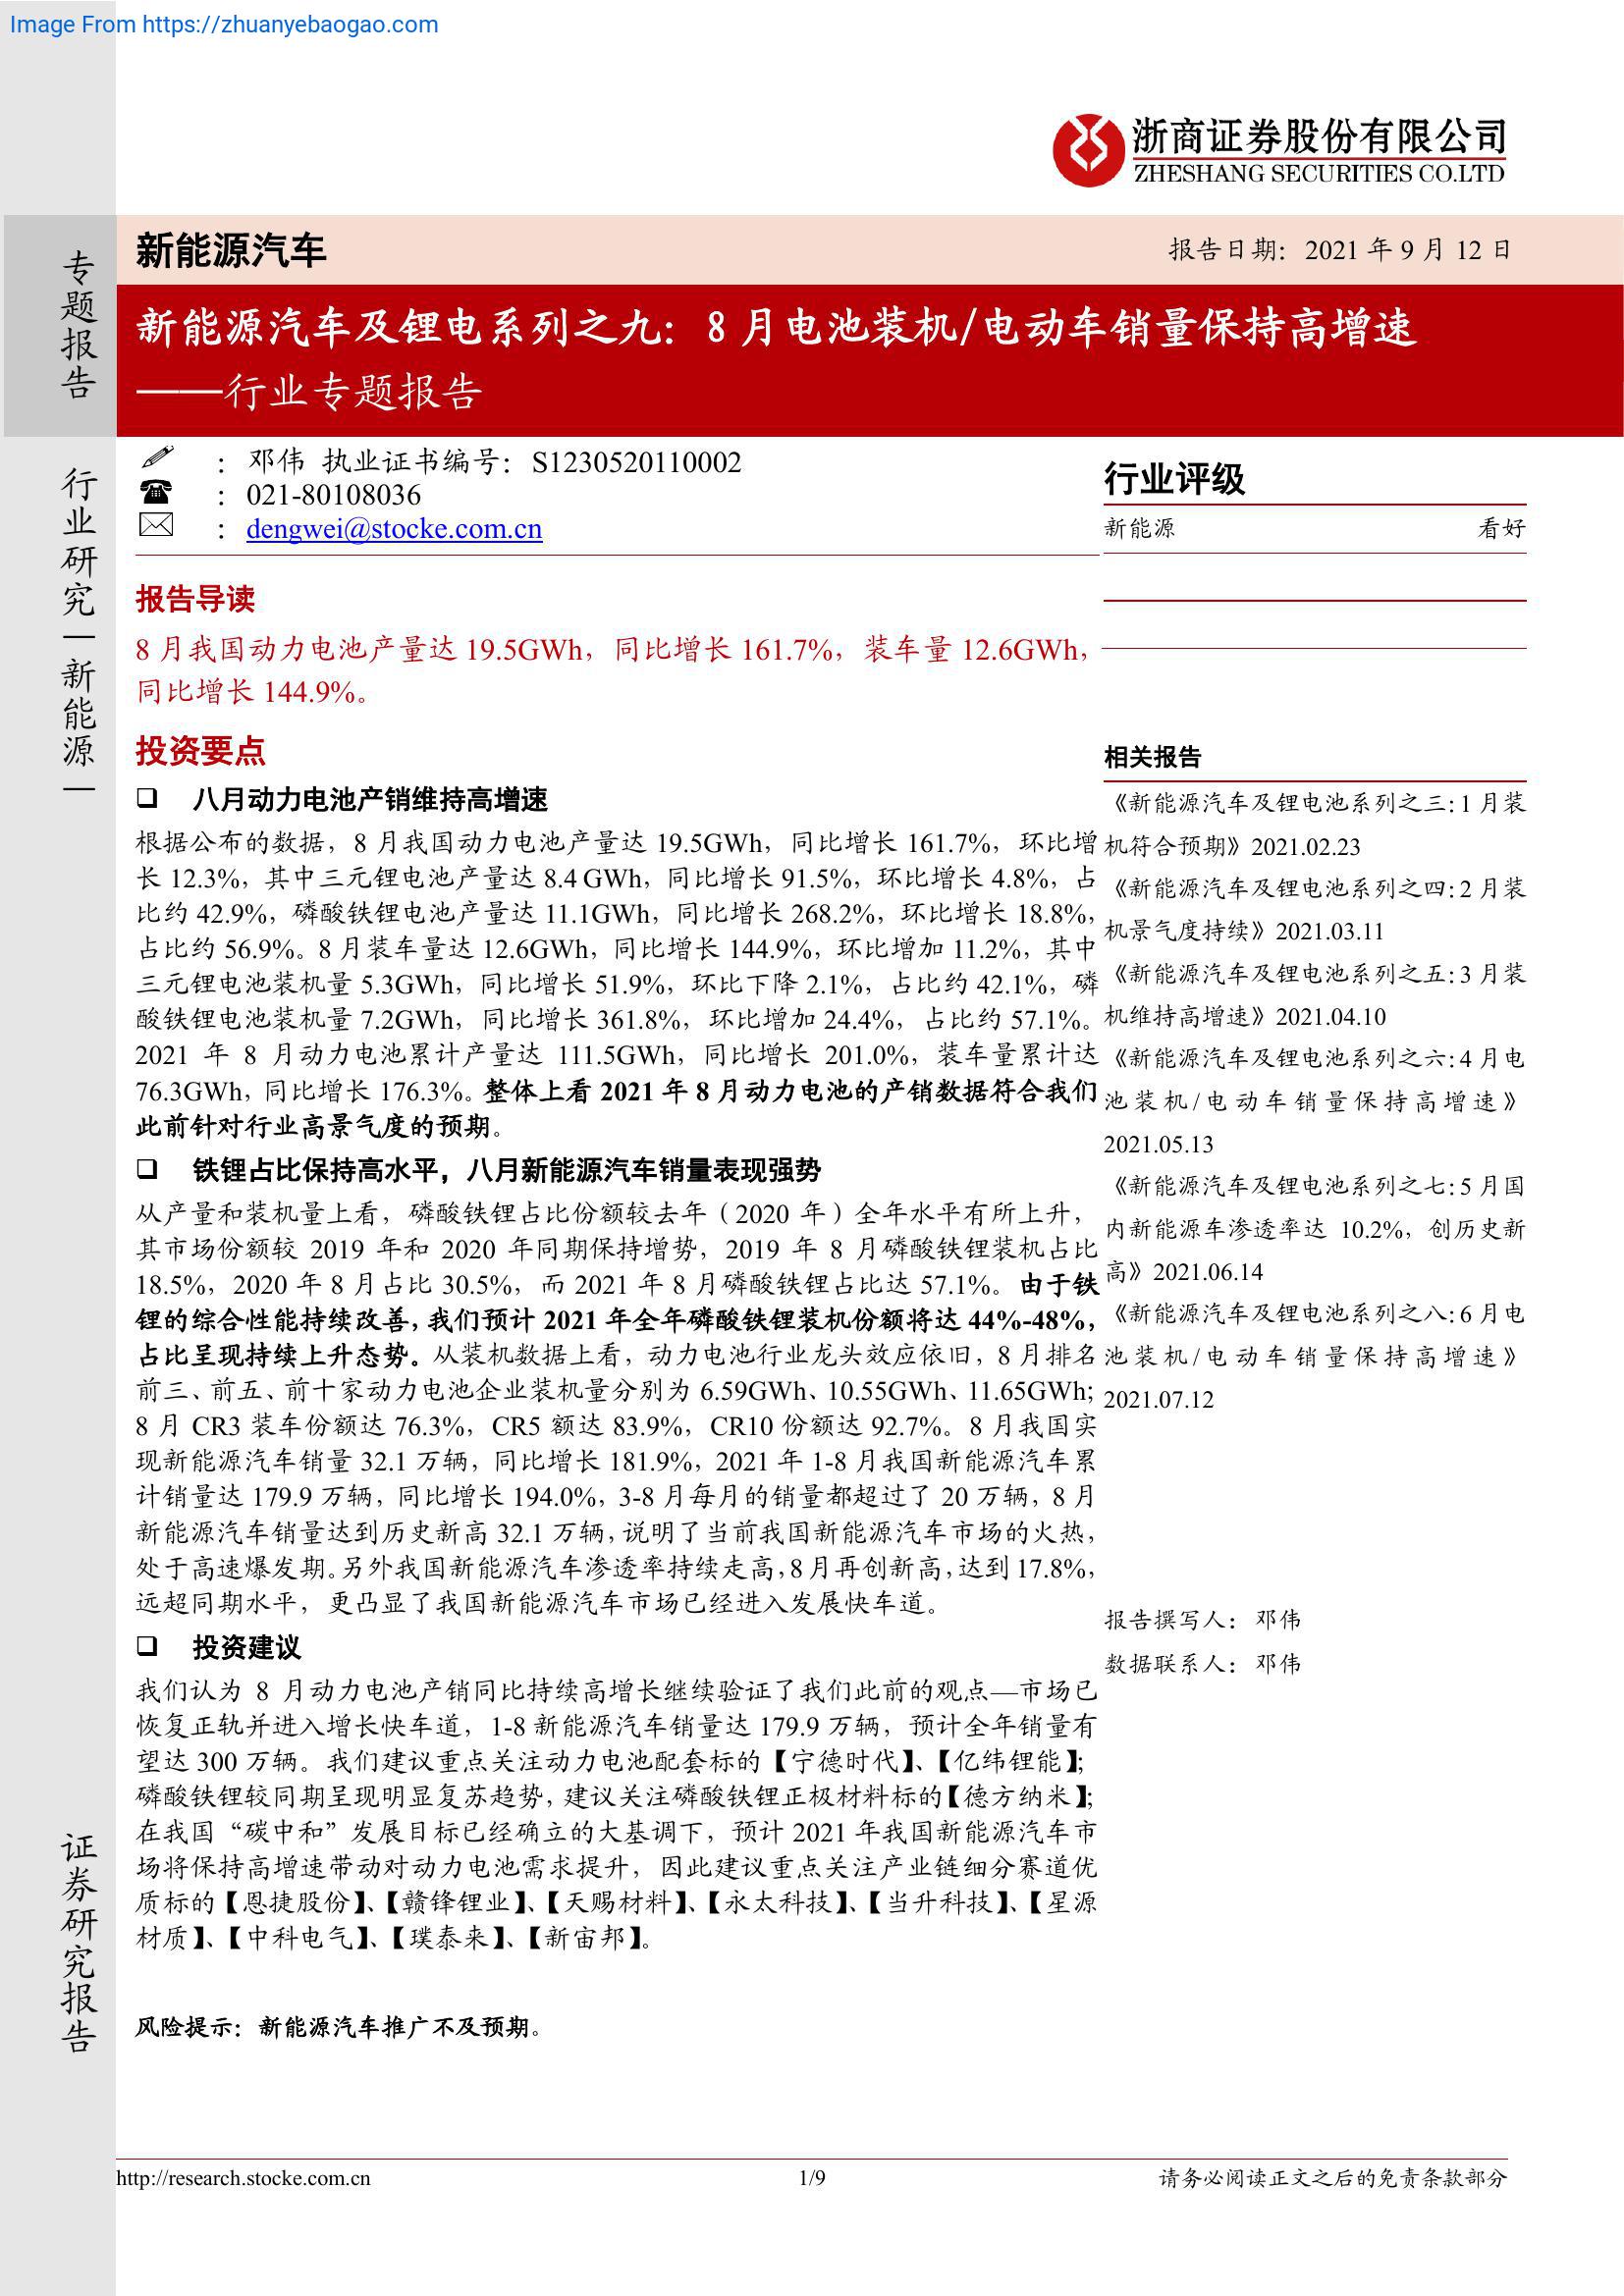 Image From https://zhuanyebaogao.com
浙商证券股份有限公司
ZHESHANG SECURITIES CO.LTD
专题报告
新能源汽车
报告日期：2021 年 9 月 12 日
新能源汽车及锂电系列之九：8 月电池装机/电动车销量保持高增速
——行业专题报告
行业研究|新能源|
：邓伟 执业证书编号：S1230520110002
：021-80108036
：dengwei@stocke.com.cn
报告导读
8 月我国动力电池产量达 19.5GWh，同比增长 161.7%，装车量 12.6GWh，
同比增长 144.9%。
投资要点
❑ 八月动力电池产销维持高增速
根据公布的数据，8 月我国动力电池产量达 19.5GWh，同比增长 161.7%，环比增
长 12.3%，其中三元锂电池产量达 8.4 GWh，同比增长 91.5%，环比增长 4.8%，占
比约 42.9%，磷酸铁锂电池产量达 11.1GWh，同比增长 268.2%，环比增长 18.8%，
占比约 56.9%。8 月装车量达 12.6GWh，同比增长 144.9%，环比增加 11.2%，其中
三元锂电池装机量 5.3GWh，同比增长 51.9%，环比下降 2.1%，占比约 42.1%，磷
酸铁锂电池装机量 7.2GWh，同比增长 361.8%，环比增加 24.4%，占比约 57.1%。
2021 年 8 月动力电池累计产量达 111.5GWh，同比增长 201.0%，装车量累计达
76.3GWh，同比增长 176.3%。整体上看 2021 年 8 月动力电池的产销数据符合我们
此前针对行业高景气度的预期。
❑ 铁锂占比保持高水平，八月新能源汽车销量表现强势
从产量和装机量上看，磷酸铁锂占比份额较去年（2020 年）全年水平有所上升，
其市场份额较 2019 年和 2020 年同期保持增势，2019 年 8 月磷酸铁锂装机占比
18.5%，2020 年 8 月占比 30.5%，而 2021 年 8 月磷酸铁锂占比达 57.1%。由于铁
锂的综合性能持续改善，我们预计 2021 年全年磷酸铁锂装机份额将达 44%-48%，
占比呈现持续上升态势。从装机数据上看，动力电池行业龙头效应依旧，8 月排名
前三、前五、前十家动力电池企业装机量分别为 6.59GWh、10.55GWh、11.65GWh；
8 月 CR3 装车份额达 76.3%，CR5 额达 83.9%，CR10 份额达 92.7%。8 月我国实
现新能源汽车销量 32.1 万辆，同比增长 181.9%，2021 年 1-8 月我国新能源汽车累
计销量达 179.9 万辆，同比增长 194.0%，3-8 月每月的销量都超过了 20 万辆，8 月
新能源汽车销量达到历史新高 32.1 万辆，说明了当前我国新能源汽车市场的火热，
处于高速爆发期。另外我国新能源汽车渗透率持续走高，8 月再创新高，达到 17.8%，
远超同期水平，更凸显了我国新能源汽车市场已经进入发展快车道。
❑ 投资建议
我们认为 8 月动力电池产销同比持续高增长继续验证了我们此前的观点—市场已
恢复正轨并进入增长快车道，1-8 新能源汽车销量达 179.9 万辆，预计全年销量有
望达 300 万辆。我们建议重点关注动力电池配套标的【宁德时代】、【亿纬锂能】；
磷酸铁锂较同期呈现明显复苏趋势，建议关注磷酸铁锂正极材料标的【德方纳米】；
在我国“碳中和”发展目标已经确立的大基调下，预计 2021 年我国新能源汽车市
场将保持高增速带动对动力电池需求提升，因此建议重点关注产业链细分赛道优
质标的【恩捷股份】、【赣锋锂业】、【天赐材料】、【永太科技】、【当升科技】、【星源
材质】、【中科电气】、【璞泰来】、【新宙邦】。
风险提示：新能源汽车推广不及预期。
行业评级
新能源 看好
相关报告
《新能源汽车及锂电池系列之三：1 月装
机符合预期》2021.02.23
《新能源汽车及锂电池系列之四：2 月装
机景气度持续》2021.03.11
《新能源汽车及锂电池系列之五：3 月装
机维持高增速》2021.04.10
《新能源汽车及锂电池系列之六：4 月电
池装机/电动车销量保持高增速》
2021.05.13
《新能源汽车及锂电池系列之七：5 月国
内新能源车渗透率达 10.2%，创历史新
高》2021.06.14
《新能源汽车及锂电池系列之八：6 月电
池装机/电动车销量保持高增速》
2021.07.12
报告撰写人：邓伟
数据联系人：邓伟
证券研究报告
http://research.stocke.com.cn
1/9
请务必阅读正文之后的免责条款部分